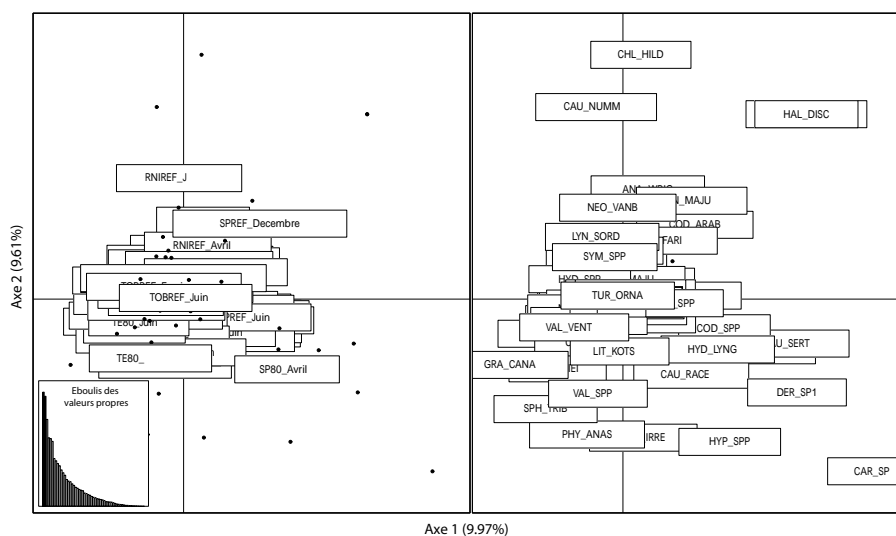 Axe 2 (9.61%)
RNIREF_J
SPREF_Decembre
RNIREF_Avril
TOBREF_Juin
TE80_Juin
TE80_
SP80_Avril
Eboulis des
valeurs propres
CHL_HILD
CAU_NUMM
HAL_DISC
NEO_VANB
COD_ARAB
LYN_SORD
SYM_SPP
HYD_SPP
TUR_ORNA
VAL_VENT
COD_SPP
LIT_KOTS
HYD_LYNG
GRA_CANA
CAU_RACE
VAL_SPP
DER_SP1
SPH_TRIB
PHY_ANAS
HYP_SPP
CAR_SP
Axe 1 (9.97%)